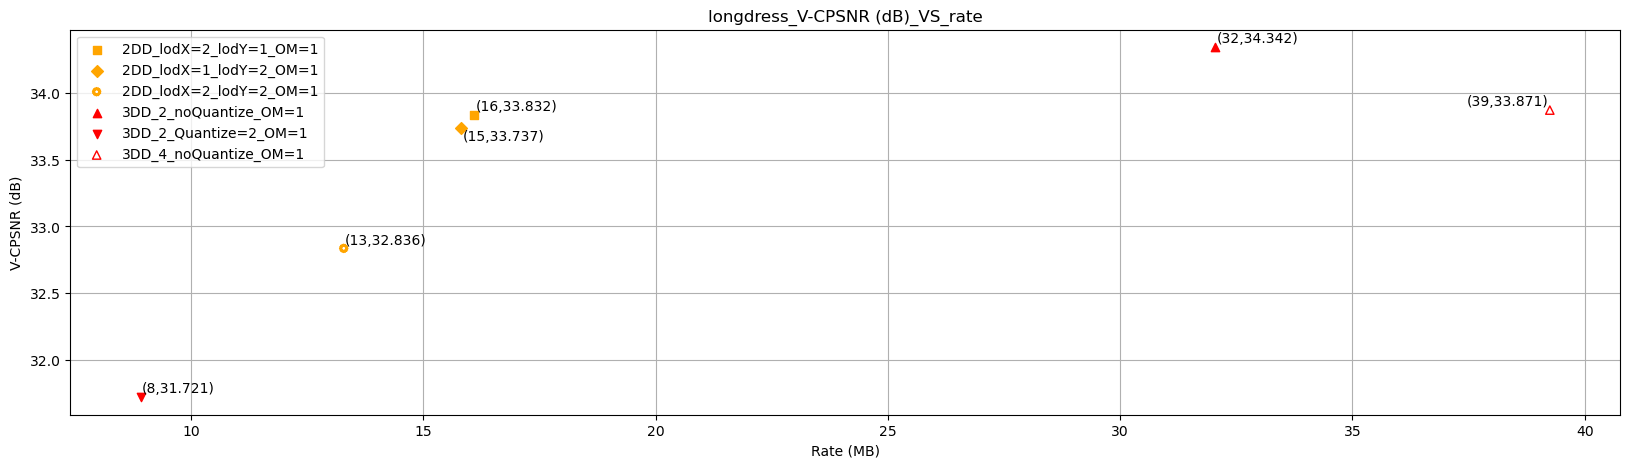 longdress_V-CPSNR (dB)_VS_rate
2DD_lodX=2_lodY=1_OM=1
2DD_lodX=1_lodY=2_OM=1
2DD_lodX=2_lodY=2_OM=1
3DD_2_noQuantize_OM=1
3DD_2_Quantize=2_OM=1
3DD_4_noQuantize_OM=1
(32,34.342)
(39,33.871)
(16,33.832)
(15,33.737)
(13,32.836)
(8,31.721)
V-CPSNR (dB)
34.0
33.5
33.0
32.5
32.0
10 15 20 25 30 35 40
Rate (MB)